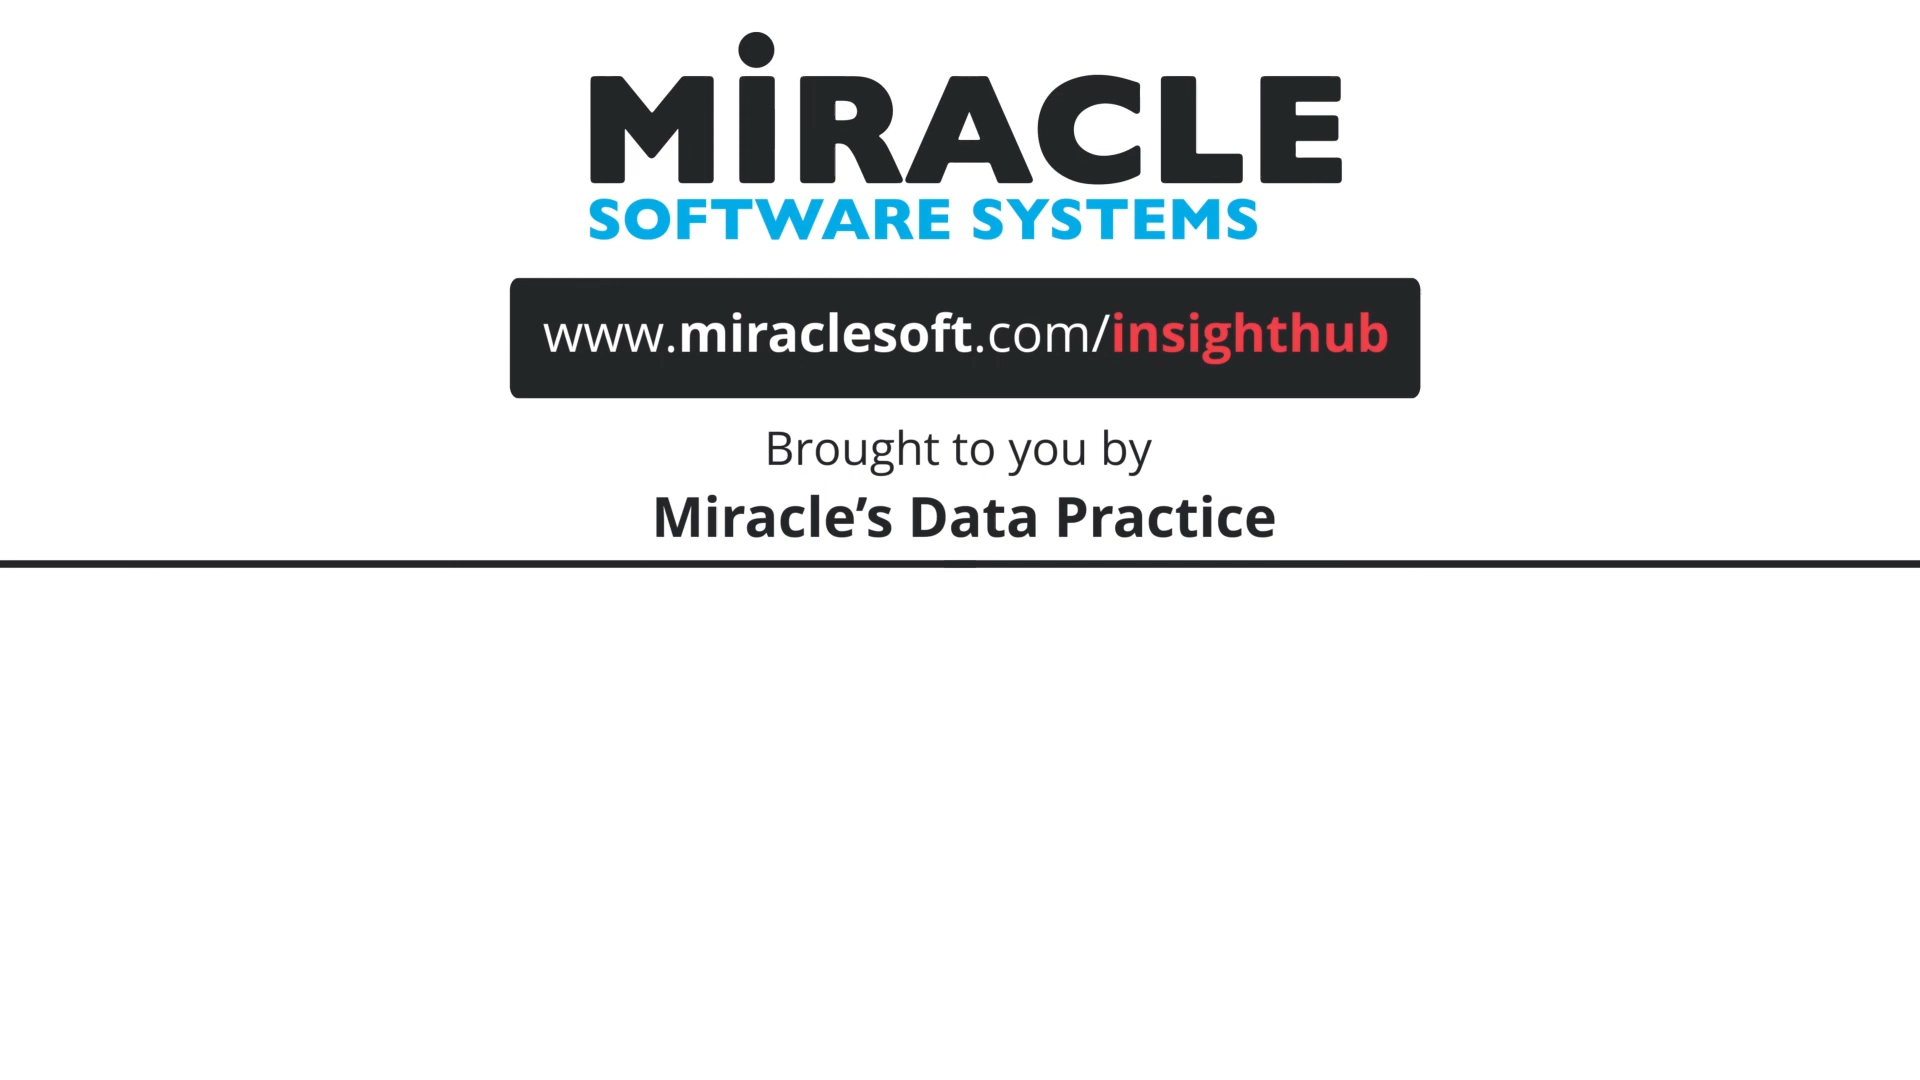 MiRACLE
SOFTWARE SYSTEMS
www.miraclesoft.com/insighthub
Brought to you by
Miracle’s Data Practice